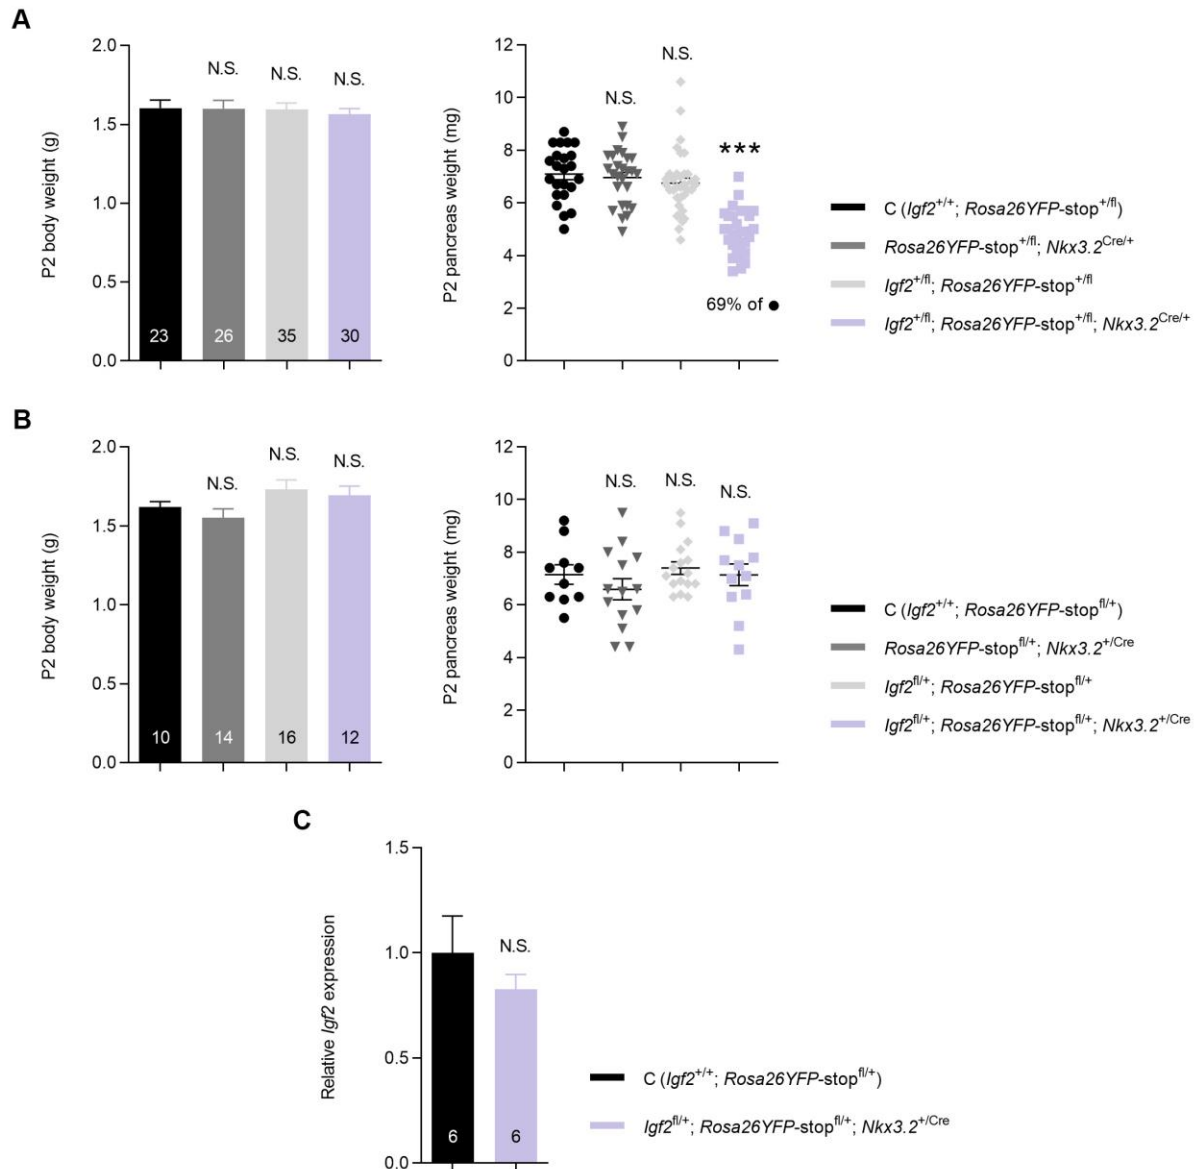 A
P2 body weight (g)
2.0
1.5
1.0
0.5
0.0
N.S.
N.S.
N.S.
23
26
35
30
P2 pancreas weight (mg)
12
10
8
6
4
2
0
N.S.
N.S.
***
69% of ●
C (Igf2+/+; Rosa26YFP-stop+/fl)
Rosa26YFP-stop+/fl; Nkx3.2Cre/+
Igf2+/fl; Rosa26YFP-stop+/fl
Igf2+/fl; Rosa26YFP-stop+/fl; Nkx3.2Cre/+
B
P2 body weight (g)
2.0
1.5
1.0
0.5
0.0
N.S.
N.S.
N.S.
10
14
16
12
P2 pancreas weight (mg)
12
10
8
6
4
2
0
N.S.
N.S.
N.S.
C (Igf2+/+; Rosa26YFP-stopfl/+)
Rosa26YFP-stopfl/+; Nkx3.2+/Cre
Igf2fl/+; Rosa26YFP-stopfl/+
Igf2fl/+; Rosa26YFP-stopfl/+; Nkx3.2+/Cre
C
Relative Igf2 expression
1.5
1.0
0.5
0.0
N.S.
6
6
C (Igf2+/+; Rosa26YFP-stopfl/+)
Igf2fl/+; Rosa26YFP-stopfl/+; Nkx3.2+/Cre